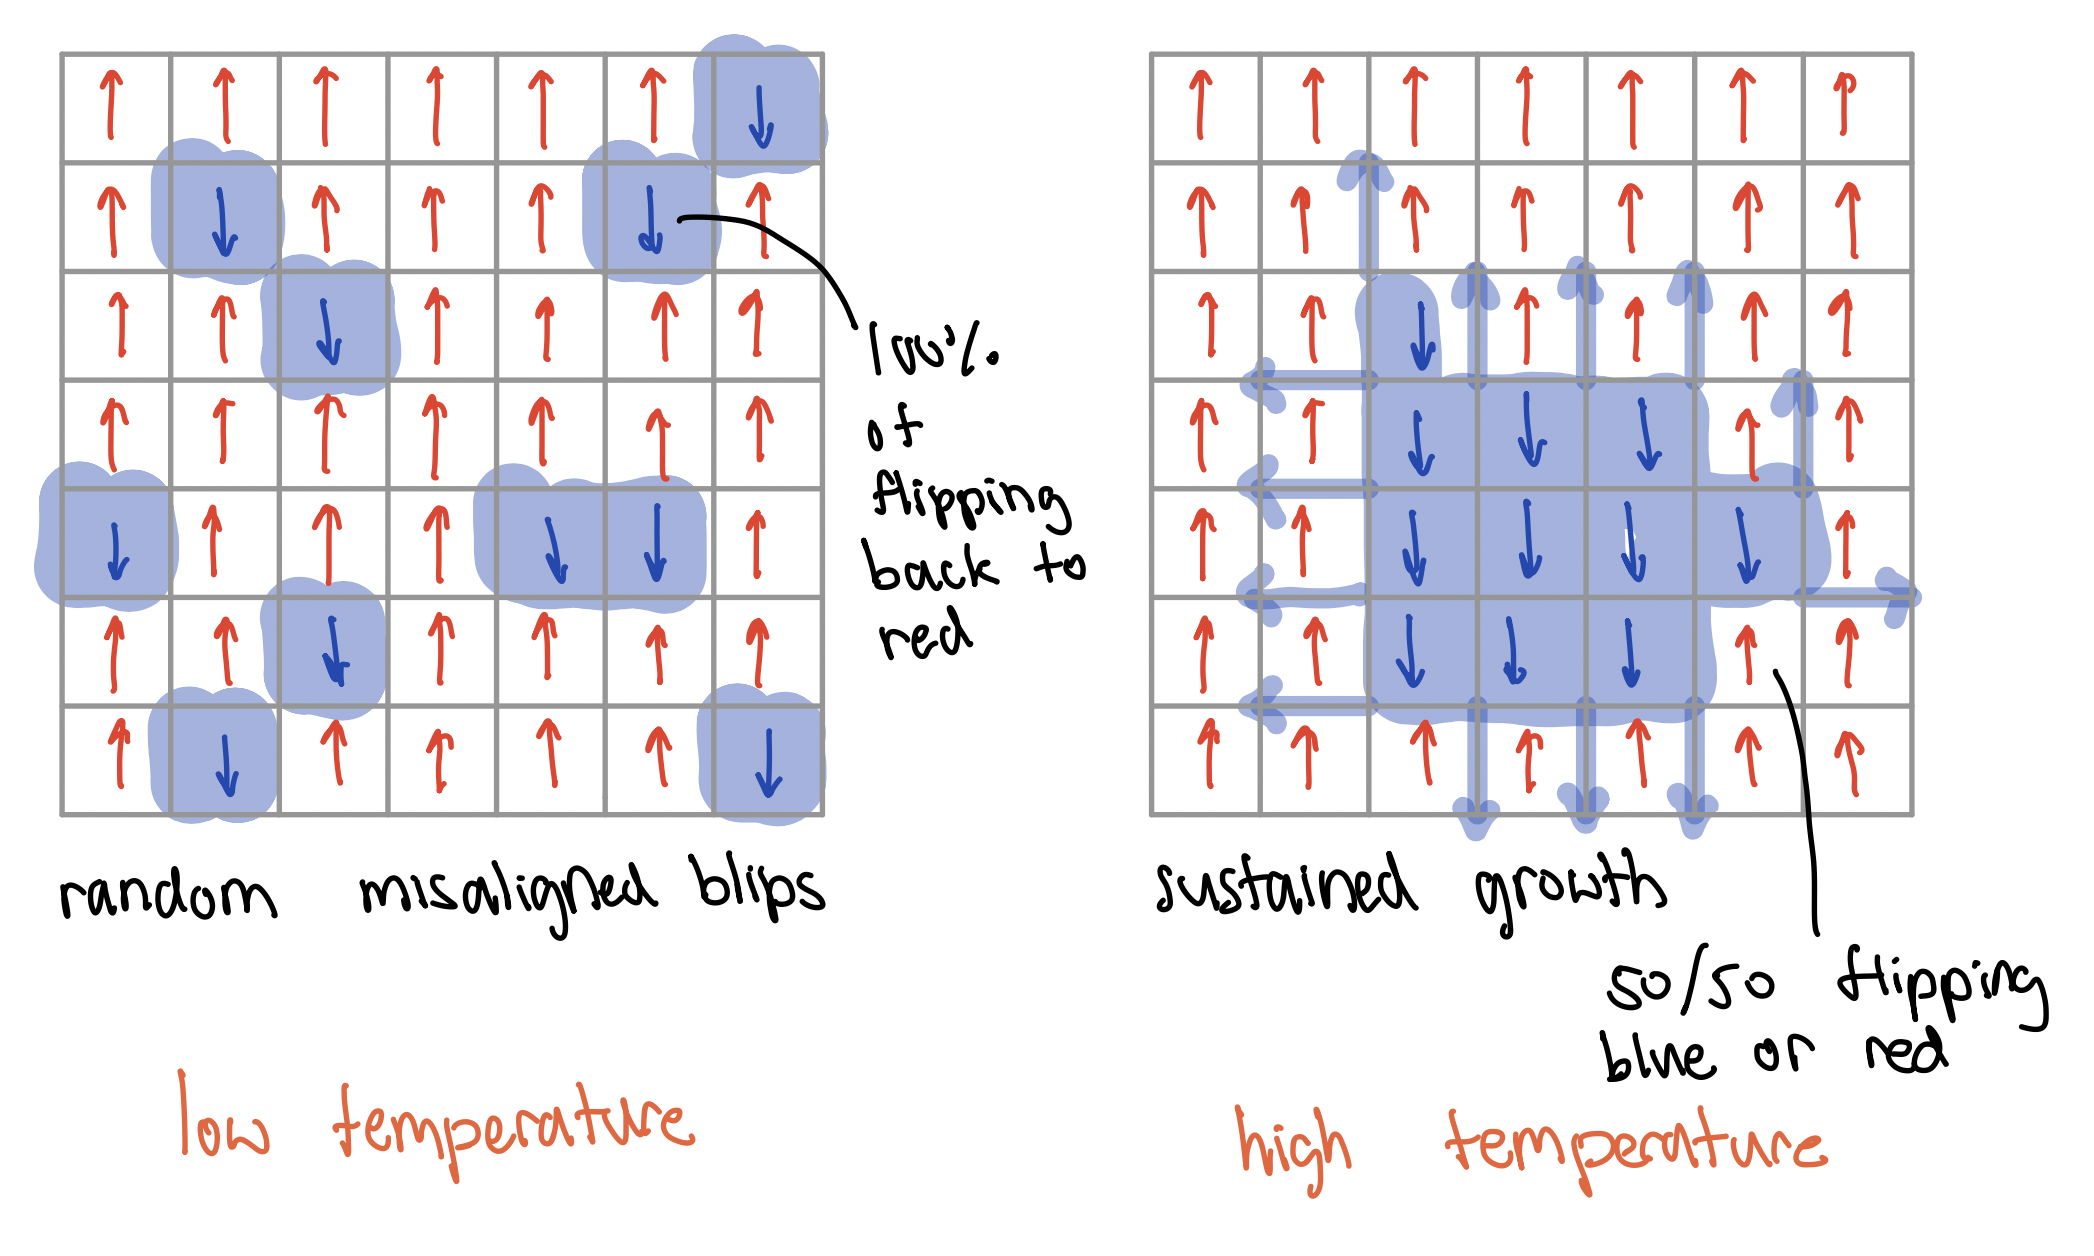 100%
of
flipping
back to
red
random misaligned blips
sustained growth
50/50 flipping
blue or red
low temperature
high temperature